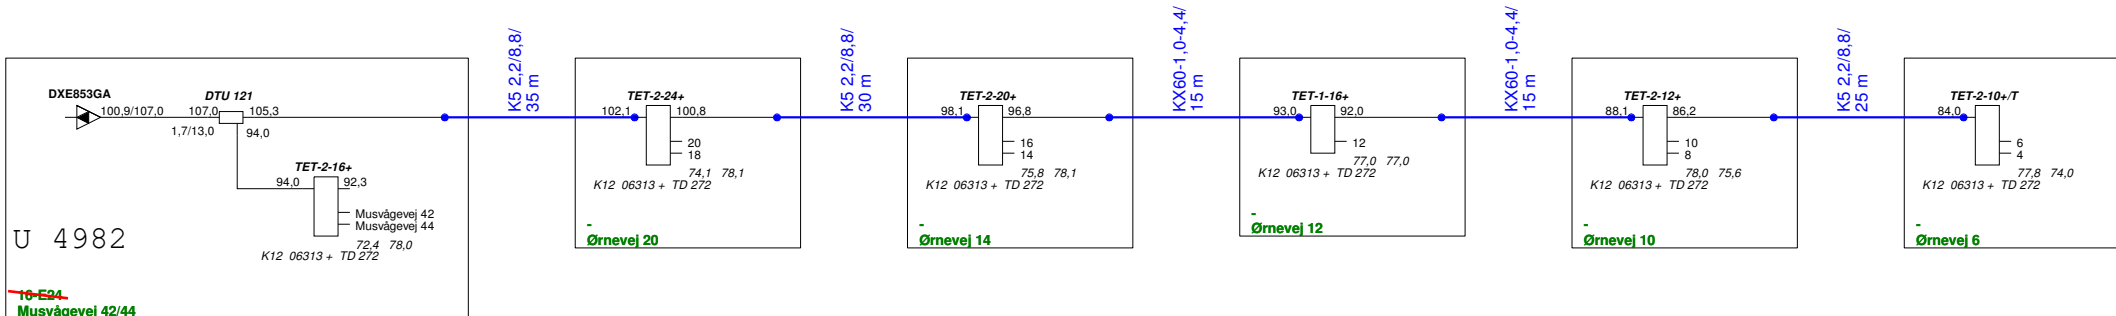 DXE853GA
100,9/107,0
DTU 121
107,0
105,3
1,7/13,0
94,0
TET-2-16+
94,0
92,3
Musvågevej 42
Musvågevej 44
72,4 78,0
K12 06313 + TD 272
U 4982
16-E24
Musvågevej 42/44
K5 2,2/8,8/
35 m
TET-2-24+
102,1
100,8
20
18
74,1 78,1
K12 06313 + TD 272
-
Ørnevej 20
K5 2,2/8,8/
30 m
TET-2-20+
98,1
96,8
16
14
75,8 78,1
K12 06313 + TD 272
-
Ørnevej 14
KX60-1,0-4,4/
15 m
TET-1-16+
93,0
92,0
12
77,0 77,0
K12 06313 + TD 272
-
Ørnevej 12
KX60-1,0-4,4/
15 m
TET-2-12+
88,1
86,2
10
8
78,0 75,6
K12 06313 + TD 272
-
Ørnevej 10
K5 2,2/8,8/
25 m
TET-2-10+/T
84,0
6
4
77,8 74,0
K12 06313 + TD 272
-
Ørnevej 6